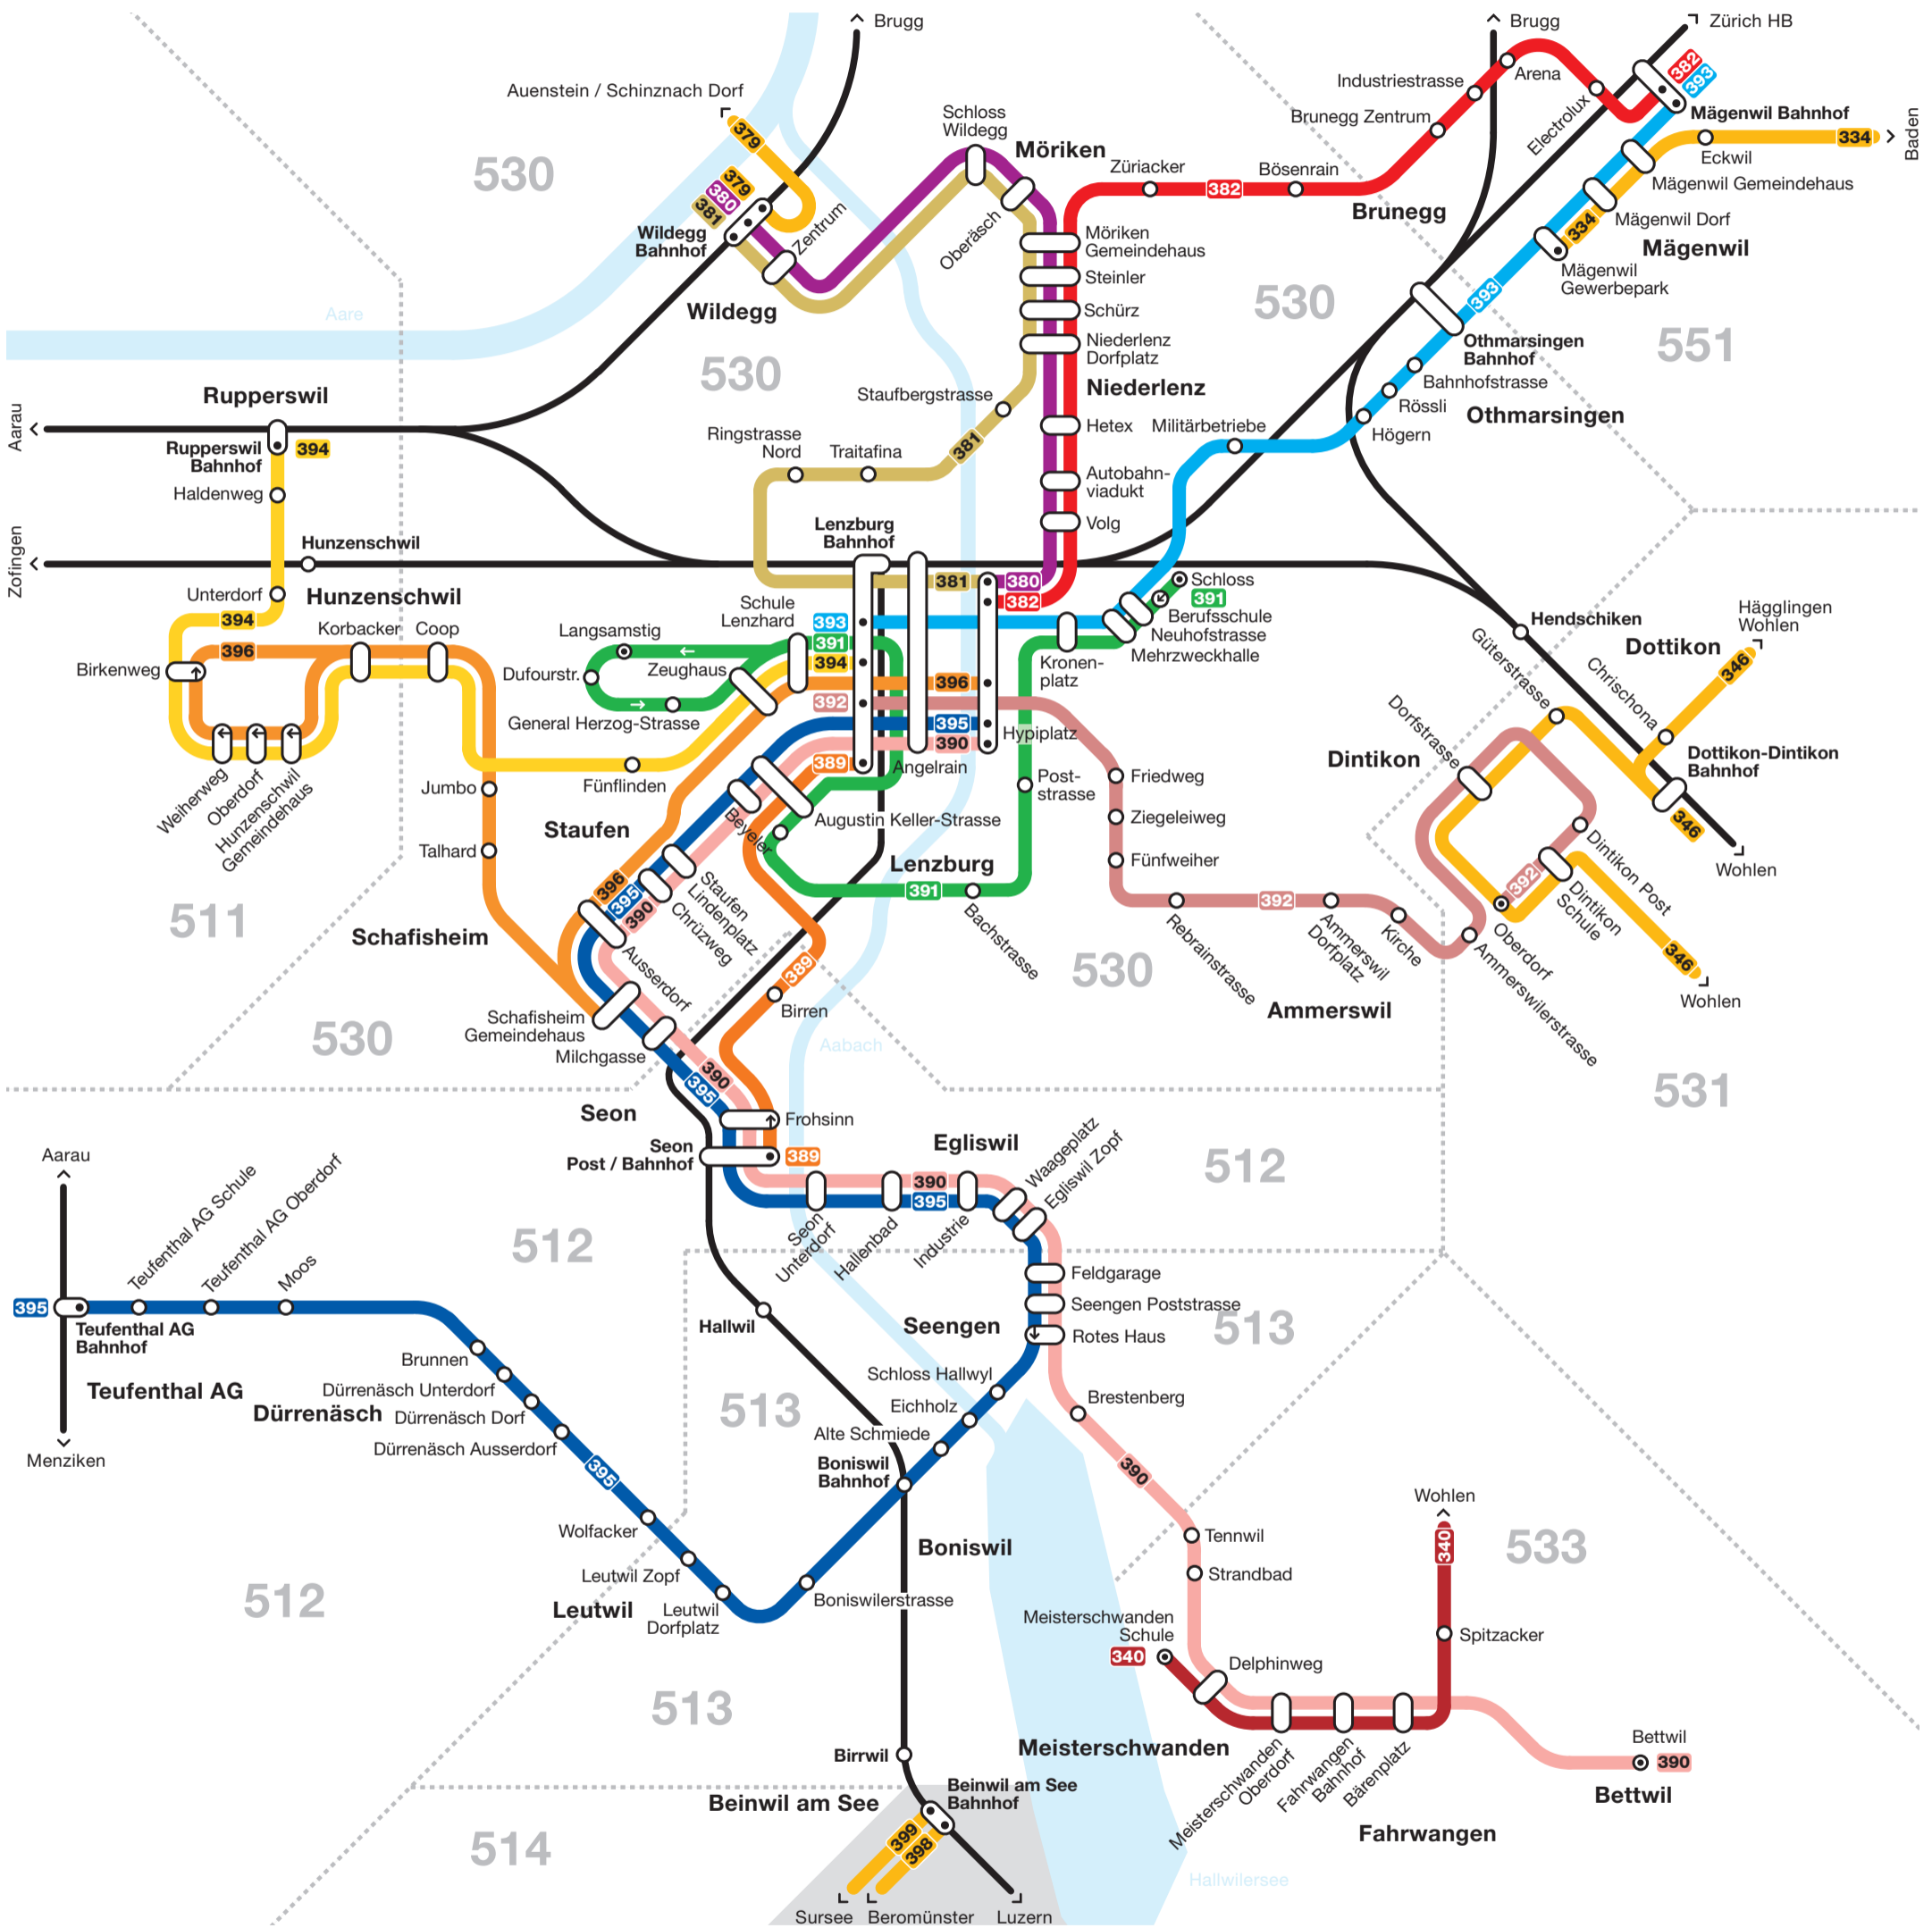 Brugg
Brugg
Zürich HB
Auenstein / Schinznach Dorf
379
530
379
380
381
Wildegg
Bahnhof
Zentrum
Wildegg
Schloss
Wildegg
Möriken
Oberäsch
Möriken
Gemeindehaus
Steinler
Schürz
Niederlenz
Dorfplatz
Niederlenz
Hetex
Autobahn-
viadukt
Volg
Züriacker
382
Bösenrain
Brunegg
Brunegg Zentrum
Industriestrasse
Arena
Electrolux
382
393
Mägenwil Bahnhof
334
Baden
Eckwil
Mägenwil Gemeindehaus
Mägenwil Dorf
334
Mägenwil
Mägenwil
Gewerbepark
393
530
551
Othmarsingen
Bahnhof
Bahnhofstrasse
Rössli
Othmarsingen
Högern
Militärbetriebe
Aare
530
Staufbergstrasse
381
Ringstrasse
Nord
Traitafina
Rupperswil
Aarau
Rupperswil
Bahnhof
394
Haldenweg
Zofingen
Hunzenschwil
Unterdorf
Hunzenschwil
394
396
Korbacker
Coop
Birkenweg
Weiherweg
Oberdorf
Hunzenschwil
Gemeindehaus
Lenzburg
Bahnhof
381
380
382
Schule
Lenzhard
393
391
394
396
392
395
390
389
Langsamstig
Dufourstr.
Zeughaus
General Herzog-Strasse
Fünflinden
Hypiplatz
Angelrain
Schloss
391
Berufsschule
Neuhofstrasse
Mehrzweckhalle
Kronen-
platz
Post-
strasse
Friedweg
Ziegeleiweg
Fünfweiher
Jumbo
Talhard
Staufen
Beyeler
Augustin Keller-Strasse
Lenzburg
391
Bachstrasse
396
395
390
Staufen
Lindenplatz
Chrüzweg
Ausserdorf
511
Schafisheim
530
Schafisheim
Gemeindehaus
Milchgasse
389
Birren
Aabach
530
Rebrainstrasse
392
Ammerswil
Dorfplatz
Kirche
Ammerswil
Ammerswilerstrasse
Hendschiken
Hägglingen
Wohlen
Dottikon
346
Güterstrasse
Chrischona
Dottikon-Dintikon
Bahnhof
346
Wohlen
Dintikon
Dorfstrasse
Dintikon Post
392
Dintikon
Schule
Oberdorf
346
Wohlen
531
390
395
Seon
Frohsinn
Seon
Post / Bahnhof
389
Egliswil
Waageplatz
Egliswil Zopf
390
395
Seon
Unterdorf
Hallenbad
Industrie
512
512
Feldgarage
Seengen Poststrasse
Seengen
Rotes Haus
513
Schloss Hallwyl
Eichholz
Alte Schmiede
Boniswil
Bahnhof
Brestenberg
Aarau
Teufenthal AG Schule
Teufenthal AG Oberdorf
Moos
395
Teufenthal AG
Bahnhof
Teufenthal AG
Menziken
Brunnen
Dürrenäsch Unterdorf
Dürrenäsch
Dürrenäsch Dorf
Dürrenäsch Ausserdorf
395
Hallwil
513
Wolfacker
Leutwil Zopf
Leutwil
Leutwil
Dorfplatz
Boniswil
Boniswilerstrasse
512
390
Tennwil
Strandbad
Wohlen
340
533
Meisterschwanden
Schule
340
Spitzacker
Delphinweg
513
Meisterschwanden
Meisterschwanden
Oberdorf
Fahrwangen
Bahnhof
Bärenplatz
Bettwil
390
Bettwil
Fahrwangen
Birrwil
Beinwil am See
Bahnhof
Beinwil am See
514
399
398
Sursee
Beromünster
Luzern
Hallwilersee